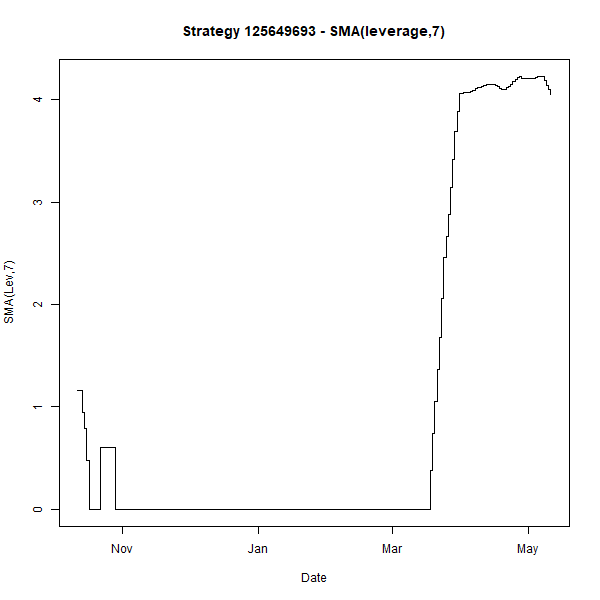 Strategy 125649693 - SMA(leverage,7)
SMA(Lev,7)
4
3
2
1
0
Nov
Jan
Mar
May
Date